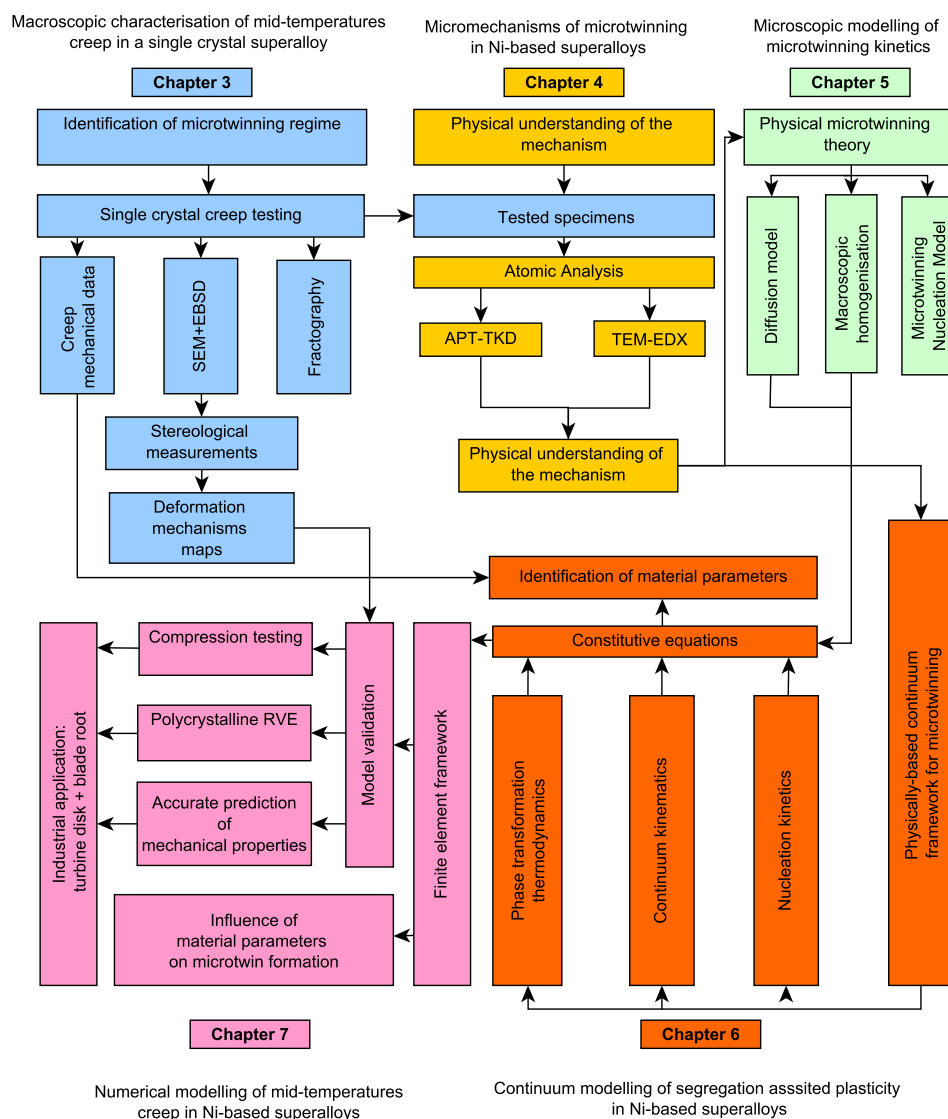 Macroscopic characterisation of mid-temperatures
creep in a single crystal superalloy
Chapter 3
Identification of microtwinning regime
Single crystal creep testing
Creep
mechanical data
SEM+EBSD
Fractography
Stereological
measurements
Deformation
mechanisms
maps
Micromechanisms of microtwinning
in Ni-based superalloys
Chapter 4
Physical understanding of the
mechanism
Tested specimens
Atomic Analysis
APT-TKD
TEM-EDX
Physical understanding of
the mechanism
Microscopic modelling of
microtwinning kinetics
Chapter 5
Physical microtwinning
theory
Diffusion model
Macroscopic
homogenisation
Microtwinning
Nucleation Model
Identification of material parameters
Constitutive equations
Phase transformation
thermodynamics
Continuum kinematics
Nucleation kinetics
Physically-based continuum
framework for microtwinning
Chapter 6
Continuum modelling of segregation asssited plasticity
in Ni-based superalloys
Industrial application:
turbine disk + blade root
Compression testing
Polycrystalline RVE
Accurate prediction
of
mechanical properties
Model validation
Finite element framework
Influence of
material parameters
on microtwin formation
Chapter 7
Numerical modelling of mid-temperatures
creep in Ni-based superalloys